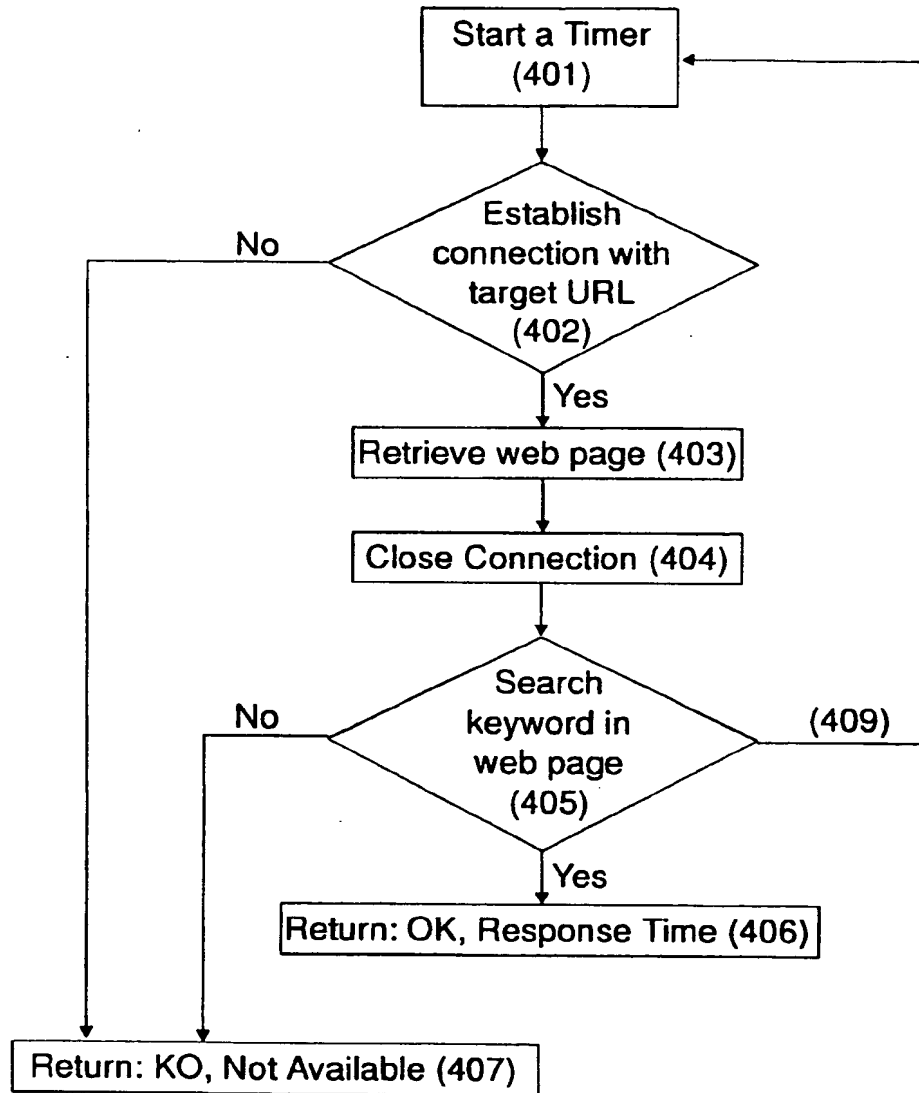 Start a Timer
(401)
Establish
connection with
target URL
(402)
No
Yes
Retrieve web page (403)
Close Connection (404)
Search
keyword in
web page
(405)
No
(409)
Yes
Return: OK, Response Time (406)
Return: KO, Not Available (407)